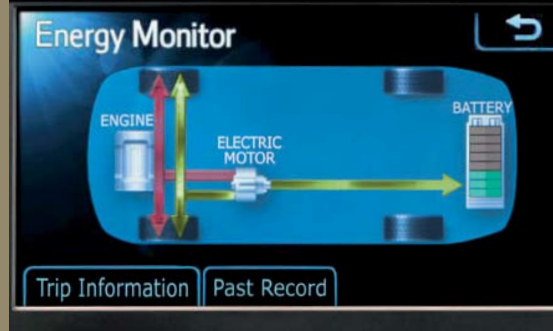 Energy Monitor
ENGINE
ELECTRIC
MOTOR
BATTERY
Trip Information
Past Record